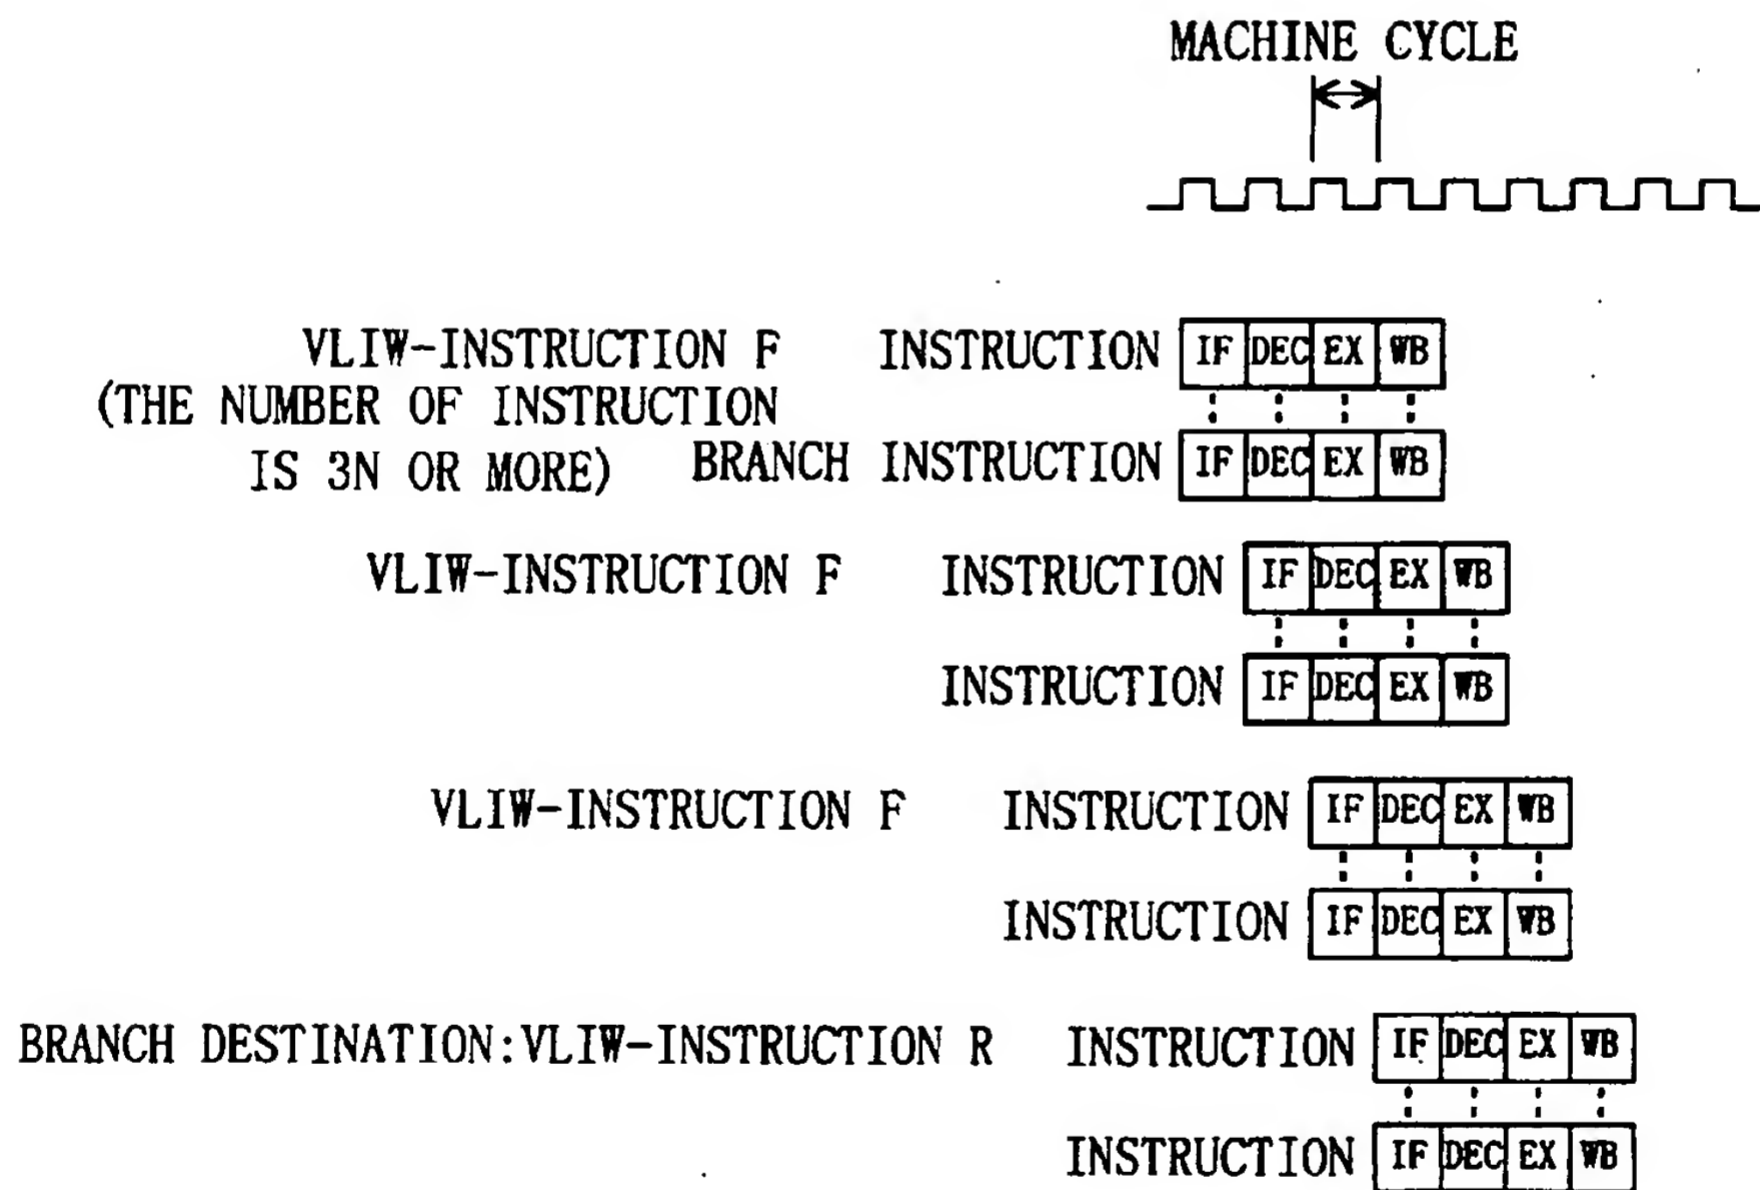 MACHINE CYCLE
VLIW-INSTRUCTION F INSTRUCTION IF DEC EX WB
(THE NUMBER OF INSTRUCTION
IS 3N OR MORE) BRANCH INSTRUCTION IF DEC EX WB
VLIW-INSTRUCTION F INSTRUCTION IF DEC EX WB
INSTRUCTION IF DEC EX WB
VLIW-INSTRUCTION F INSTRUCTION IF DEC EX WB
INSTRUCTION IF DEC EX WB
BRANCH DESTINATION:VLIW-INSTRUCTION R INSTRUCTION IF DEC EX WB
INSTRUCTION IF DEC EX WB